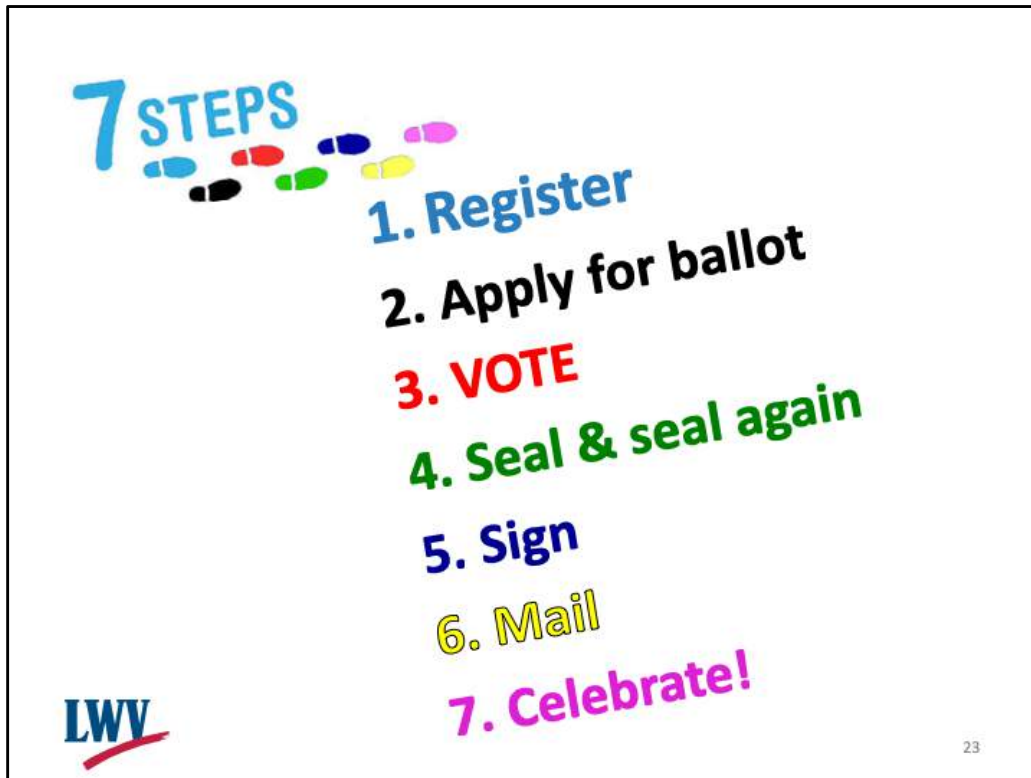 7 STEPS
1. Register
2. Apply for ballot
3. VOTE
4. Seal & seal again
5. Sign
6. Mail
7. Celebrate!
LWV
23